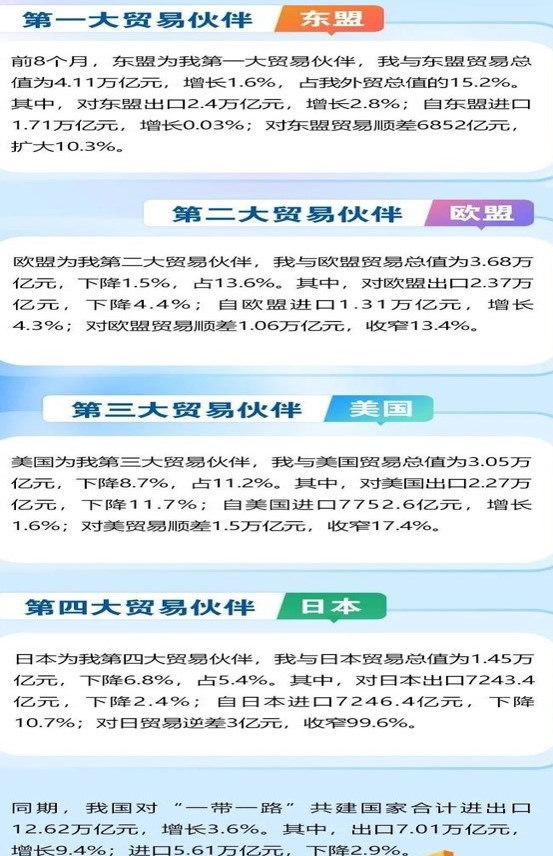 第一大贸易伙伴 东盟
前8个月，东盟为我第一大贸易伙伴，我与东盟贸易总
值为4.11万亿元，增长1.6%，占我外贸总值的15.2%。
其中，对东盟出口2.4万亿元，增长2.8%；自东盟进口
1.71万亿元，增长0.03%；对东盟贸易顺差6852亿元，
扩大10.3%。
第二大贸易伙伴 欧盟
欧盟为我第二大贸易伙伴，我与欧盟贸易总值为3.68万
亿元，下降1.5%，占13.6%。其中，对欧盟出口2.37万
亿元，下降4.4%；自欧盟进口1.31万亿元，增长
4.3%；对欧盟贸易顺差1.06万亿元，收窄13.4%。
第三大贸易伙伴 美国
美国为我第三大贸易伙伴，我与美国贸易总值为3.05万
亿元，下降8.7%，占11.2%。其中，对美国出口2.27万
亿元，下降11.7%；自美国进口7752.6亿元，增长
1.6%；对美贸易顺差1.5万亿元，收窄17.4%。
第四大贸易伙伴 日本
日本为我第四大贸易伙伴，我与日本贸易总值为1.45万
亿元，下降6.8%，占5.4%。其中，对日本出口7243.4
亿元，下降2.4%；自日本进口7246.4亿元，下降
10.7%；对日贸易逆差3亿元，收窄99.6%。
同期，我国对“一带一路”共建国家合计进出口
12.62万亿元，增长3.6%。其中，出口7.01万亿元，
增长9.4%；进口5.61万亿元，下降2.9%。